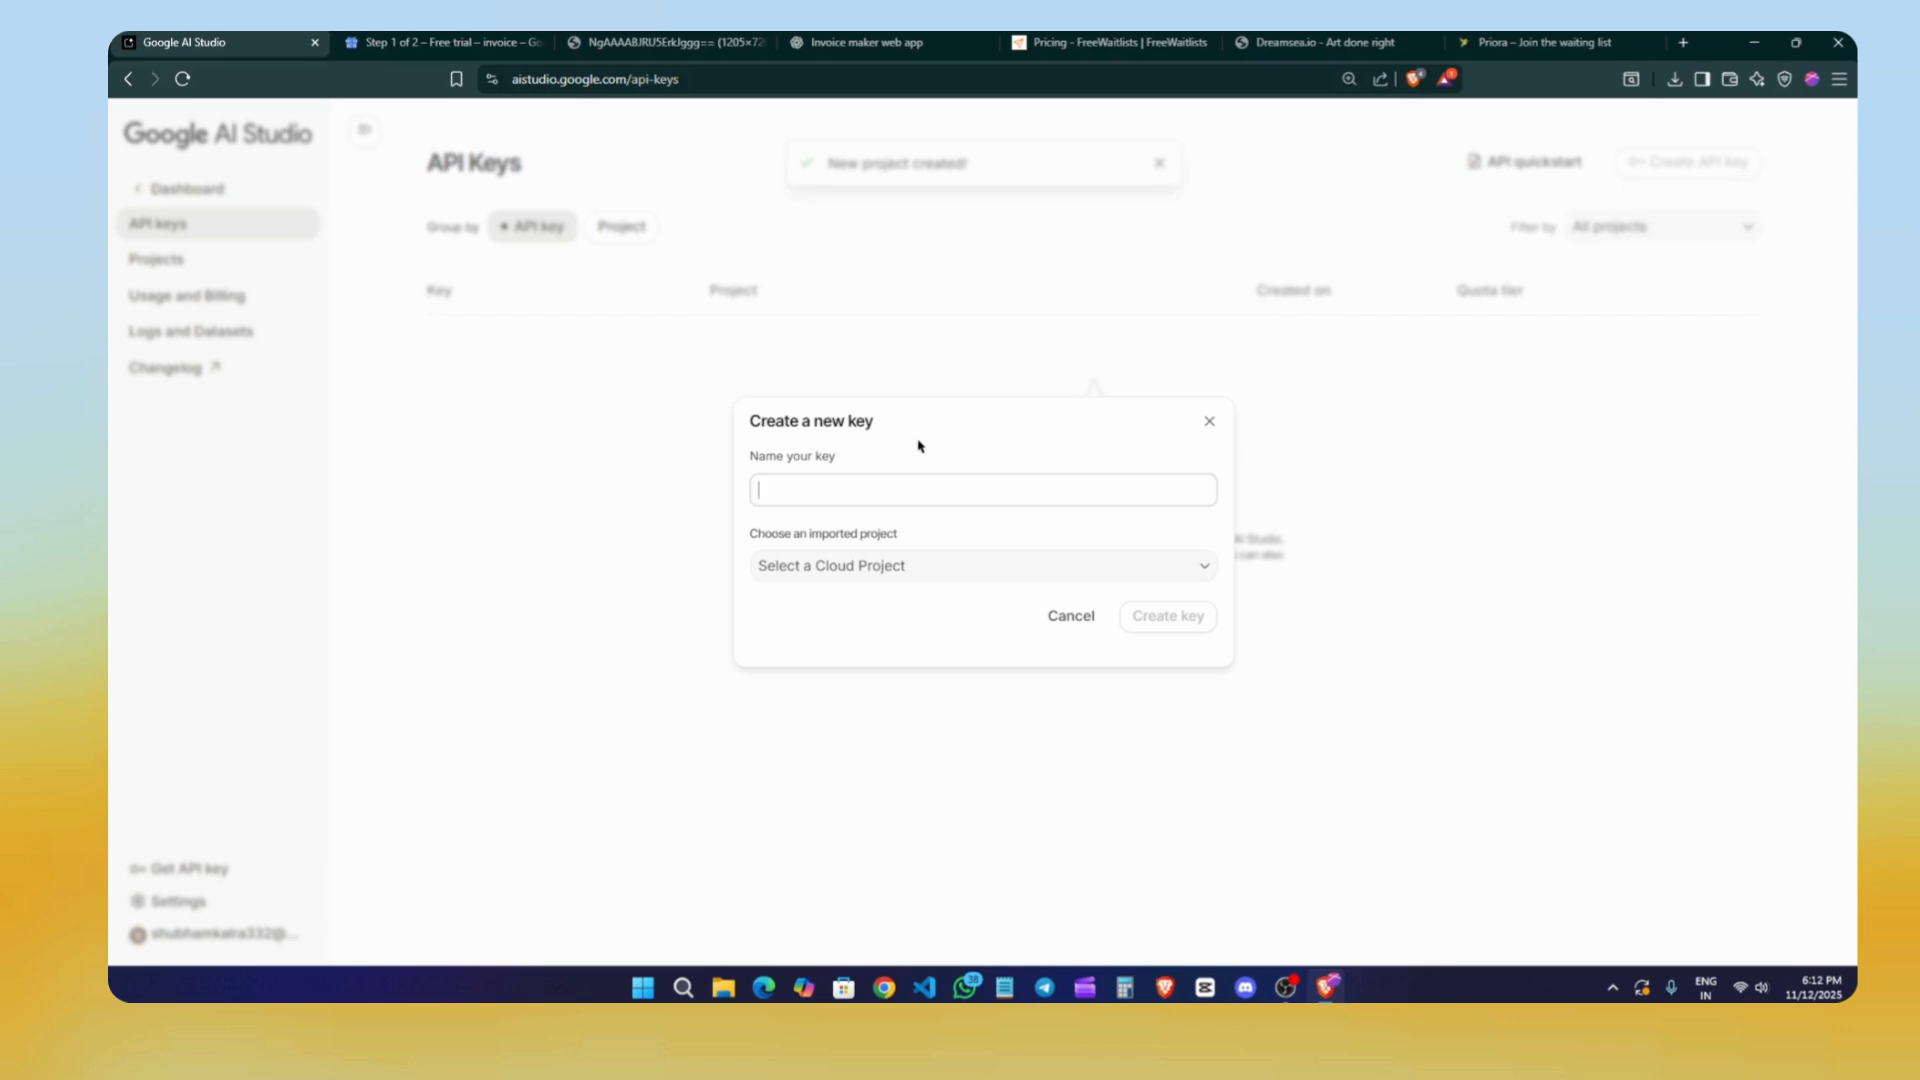 Google AI Studio
Step 1 of 2 – Free trial – invoice – Go
NgAAAABJRU5ErkJggg== (1205×72
Invoice maker web app
Pricing - FreeWaitlists | FreeWaitlists
Dreamsea.io - Art done right
Priora – Join the waiting list
aistudio.google.com/api-keys
Google AI Studio
Dashboard
API keys
Projects
Usage and Billing
Logs and Datasets
Changelog
API Keys
New project created!
API quickstart
Create API key
Group by
API key
Project
Filter by
All projects
Key
Project
Created on
Quota tier
AI Studio.
can also
Create a new key
Name your key
Choose an imported project
Select a Cloud Project
Cancel
Create key
Get API key
Settings
shubhamkalra332@...
38
ENG
IN
6:12 PM
11/12/2025